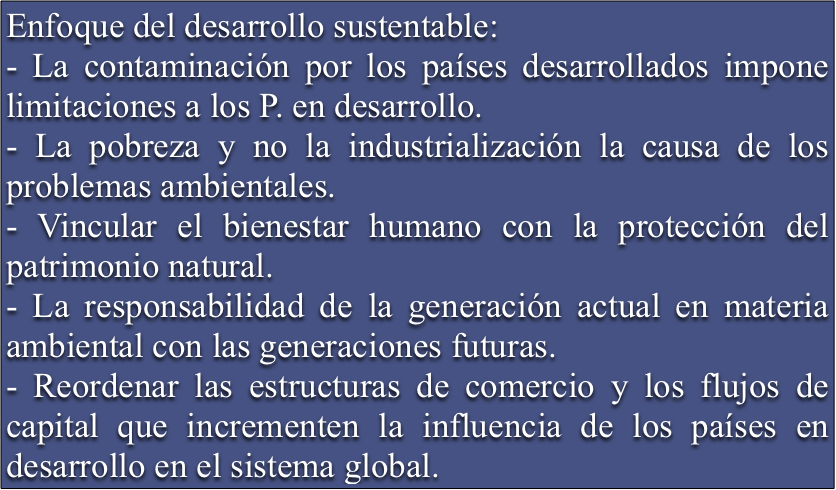 Enfoque del desarrollo sustentable:
- La contaminación por los países desarrollados impone
limitaciones a los P. en desarrollo.
- La pobreza y no la industrialización la causa de los
problemas ambientales.
- Vincular el bienestar humano con la protección del
patrimonio natural.
- La responsabilidad de la generación actual en materia
ambiental con las generaciones futuras.
- Reordenar las estructuras de comercio y los flujos de
capital que incrementen la influencia de los países en
desarrollo en el sistema global.